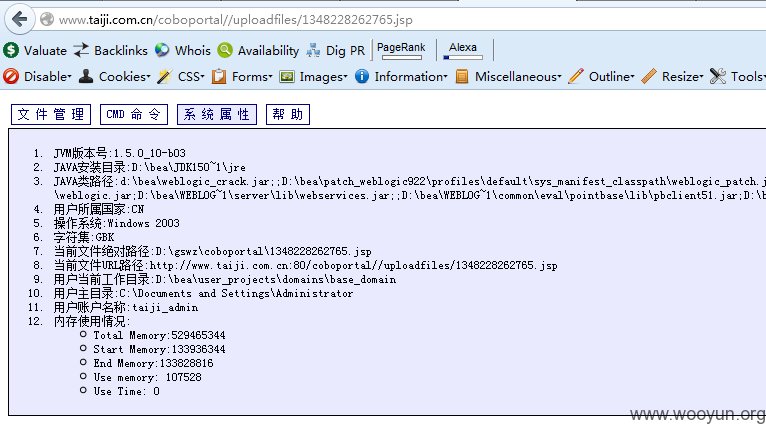 www.taiji.com.cn/coboportal//uploadfiles/1348228262765.jsp
Valuate Backlinks Whois Availability Dig PR PageRank Alexa
Disable Cookies CSS Forms Images Information Miscellaneous Outline Resize Tools
文件管理 CMD命令 系统属性 帮助
1. JVM版本号:1.5.0_10-b03
2. JAVA安装目录:D:\bea\JDK150~1\jre
3. JAVA类路径:d:\bea\weblogic_crack.jar;;D:\bea\patch_weblogic922\profiles\default\sys_manifest_classpath\weblogic_patch.j
\weblogic.jar;D:\bea\WEBLOG~1\server\lib\webservices.jar;;D:\bea\WEBLOG~1\common\eval\pointbase\lib\pbclient51.jar;D:\b
4. 用户所属国家:CN
5. 操作系统:Windows 2003
6. 字符集:GBK
7. 当前文件绝对路径:D:\gswz\coboportal\1348228262765.jsp
8. 当前文件URL路径:http://www.taiji.com.cn:80/coboportal//uploadfiles/1348228262765.jsp
9. 用户当前工作目录:D:\bea\user_projects\domains\base_domain
10. 用户主目录:C:\Documents and Settings\Administrator
11. 用户账户名称:taiji_admin
12. 内存使用情况:
Total Memory:529465344
Start Memory:133936344
End Memory:133828816
Use memory: 107528
Use Time: 0
www.wooyun.org